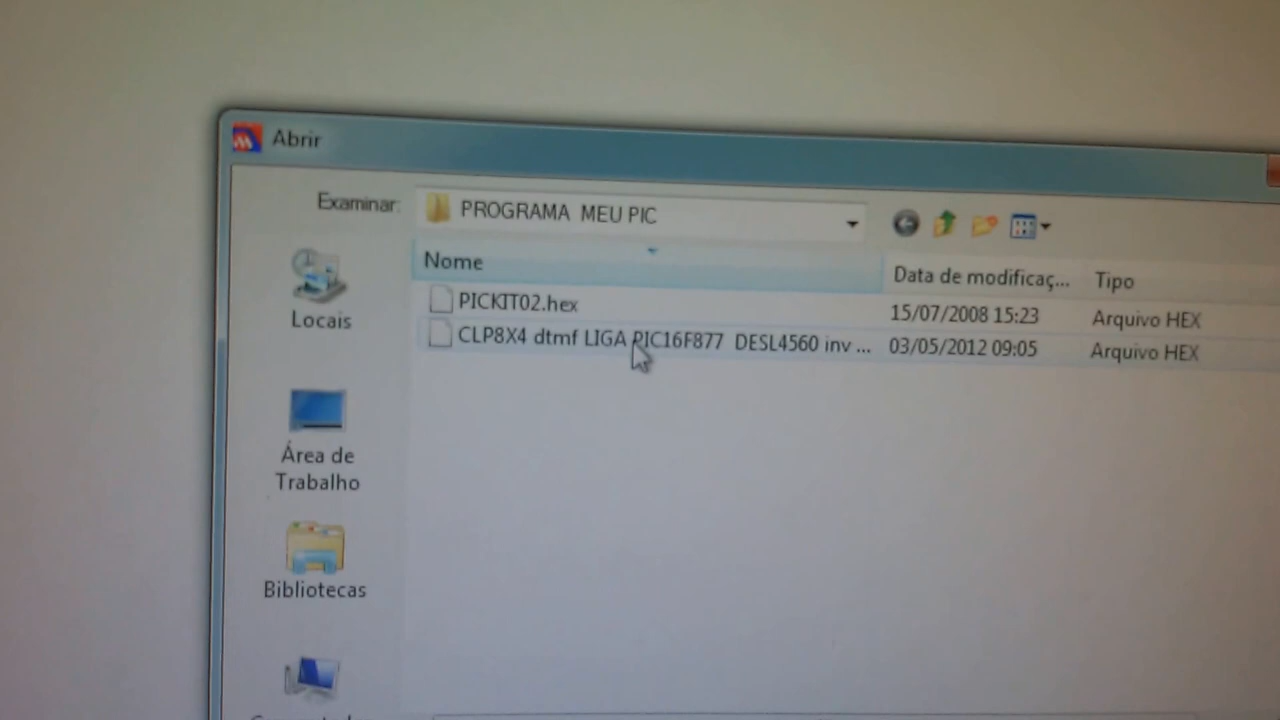 Abrir
Examinar: PROGRAMA MEU PIC
Nome Data de modificaç... Tipo
PICKIT02.hex 15/07/2008 15:23 Arquivo HEX
CLP8X4 dtmf LIGA PIC16F877 DESL4560 inv ... 03/05/2012 09:05 Arquivo HEX
Locais
Área de
Trabalho
Bibliotecas